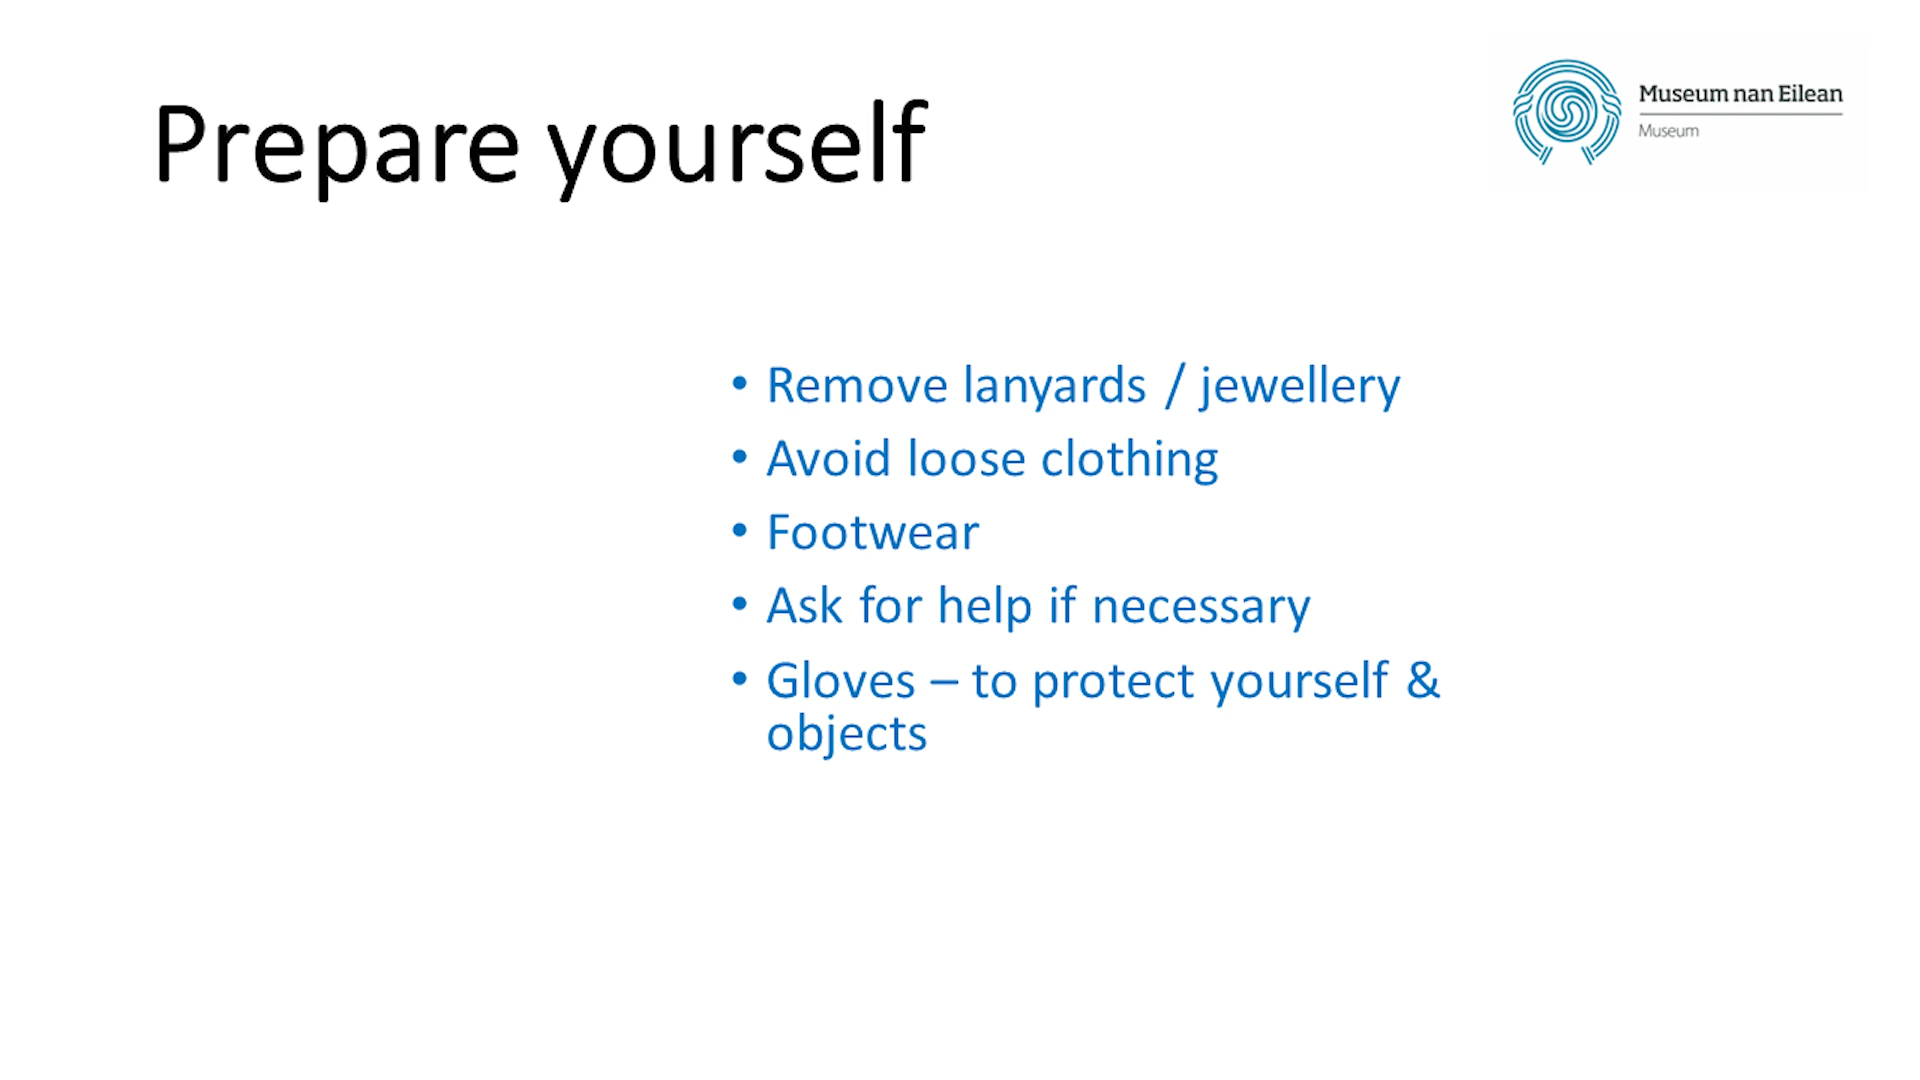 Prepare yourself
Museum nan Eilean
Museum
• Remove lanyards / jewellery
• Avoid loose clothing
• Footwear
• Ask for help if necessary
• Gloves – to protect yourself &
objects